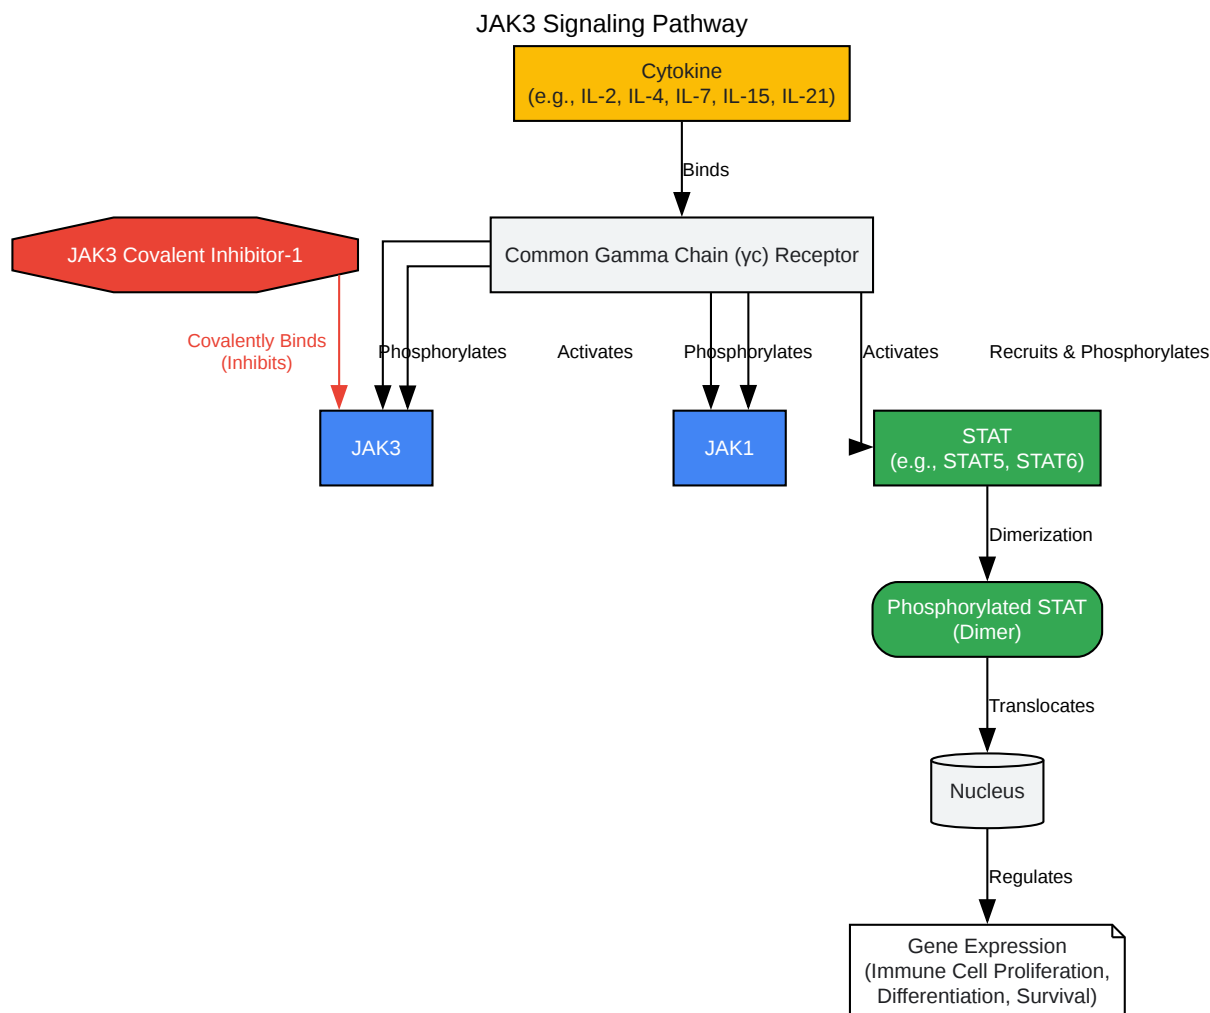 JAK3 Signaling Pathway
Cytokine
(e.g., IL-2, IL-4, IL-7, IL-15, IL-21)
Binds
JAK3 Covalent Inhibitor-1
Common Gamma Chain (γc) Receptor
Covalently Binds
(Inhibits)
Phosphorylates
Activates
Phosphorylates
Activates
Recruits & Phosphorylates
JAK3
JAK1
STAT
(e.g., STAT5, STAT6)
Dimerization
Phosphorylated STAT
(Dimer)
Translocates
Nucleus
Regulates
Gene Expression
(Immune Cell Proliferation,
Differentiation, Survival)